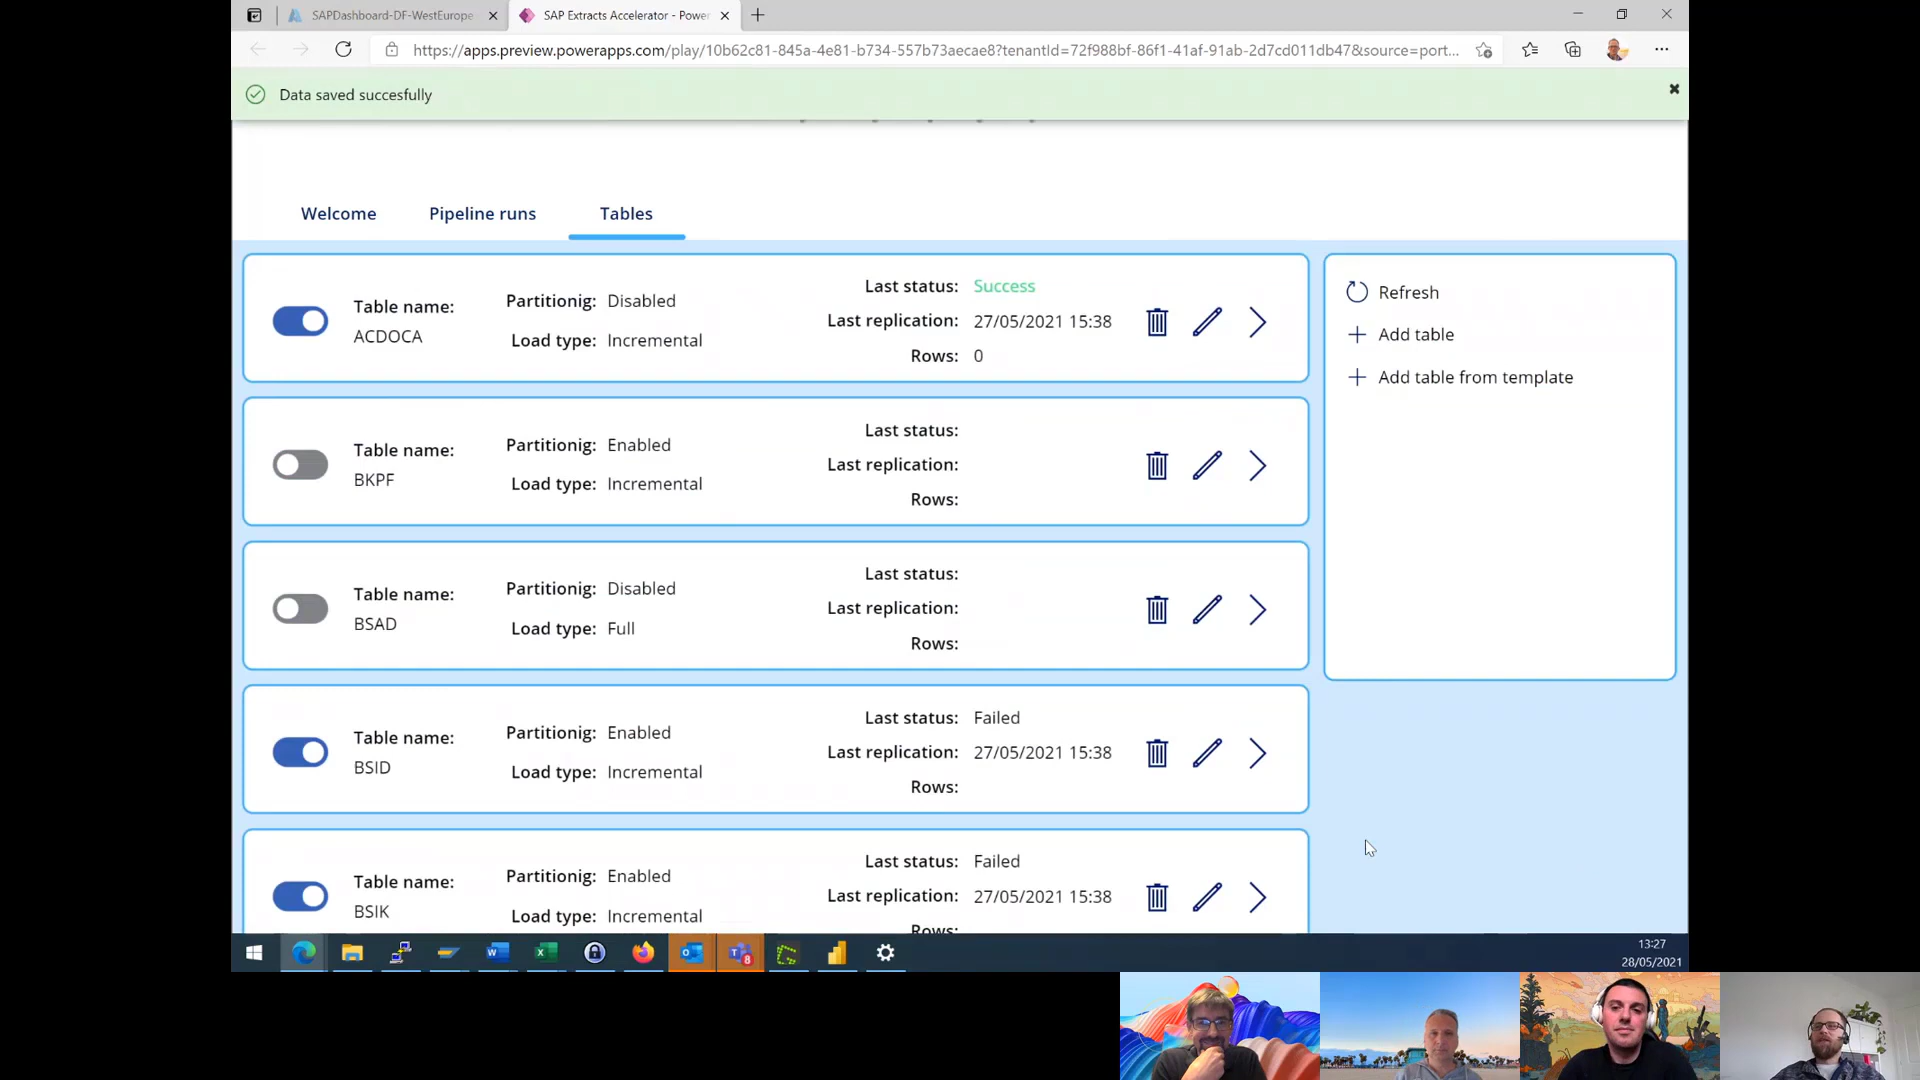 SAPDashboard-DF-WestEurope
SAP Extracts Accelerator - Power
https://apps.preview.powerapps.com/play/10b62c81-845a-4e81-b734-557b73aecae8?tenantId=72f988bf-86f1-41af-91ab-2d7cd011db47&source=port...
Data saved succesfully
Welcome
Pipeline runs
Tables
Table name:
ACDOCA
Partitionig: Disabled
Load type: Incremental
Last status: Success
Last replication: 27/05/2021 15:38
Rows: 0
Table name:
BKPF
Partitionig: Enabled
Load type: Incremental
Last status:
Last replication:
Rows:
Table name:
BSAD
Partitionig: Disabled
Load type: Full
Last status:
Last replication:
Rows:
Table name:
BSID
Partitionig: Enabled
Load type: Incremental
Last status: Failed
Last replication: 27/05/2021 15:38
Rows:
Table name:
BSIK
Partitionig: Enabled
Load type: Incremental
Last status: Failed
Last replication: 27/05/2021 15:38
Rows:
Refresh
Add table
Add table from template
8
13:27
28/05/2021